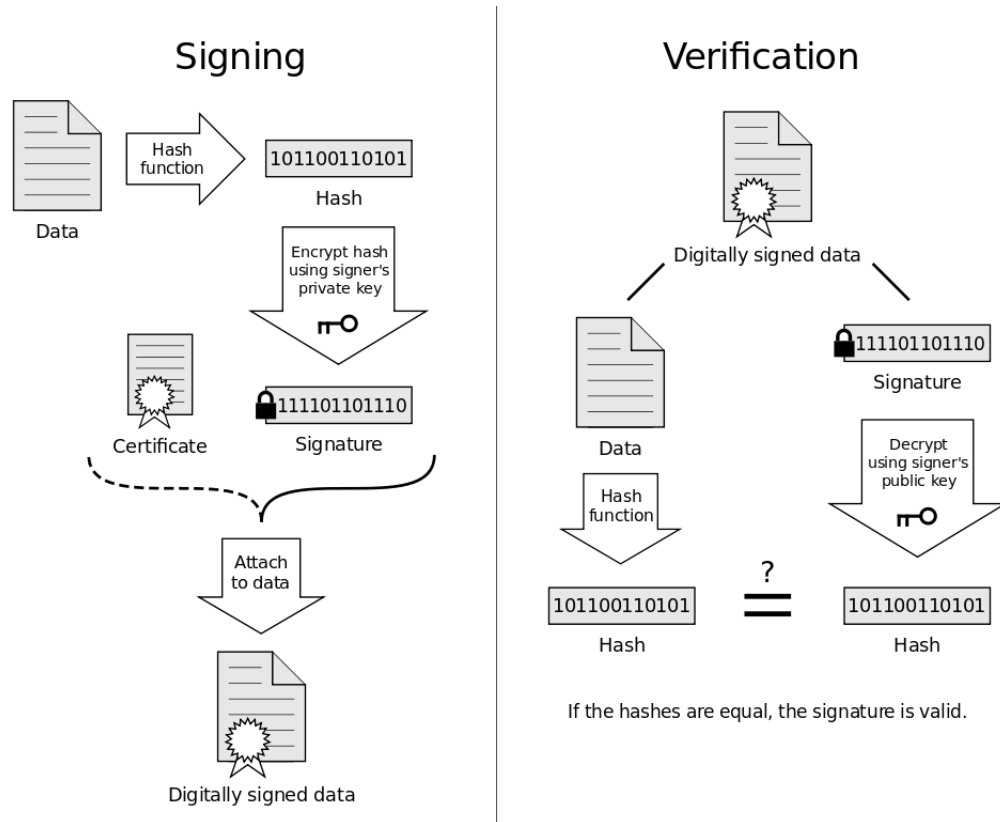 Signing
Hash
function
101100110101
Hash
Data
Encrypt hash
using signer's
private key
111101101110
Certificate
Signature
Attach
to data
Digitally signed data
Verification
Digitally signed data
111101101110
Signature
Data
Decrypt
using signer's
public key
Hash
function
?
101100110101
=
101100110101
Hash
Hash
If the hashes are equal, the signature is valid.